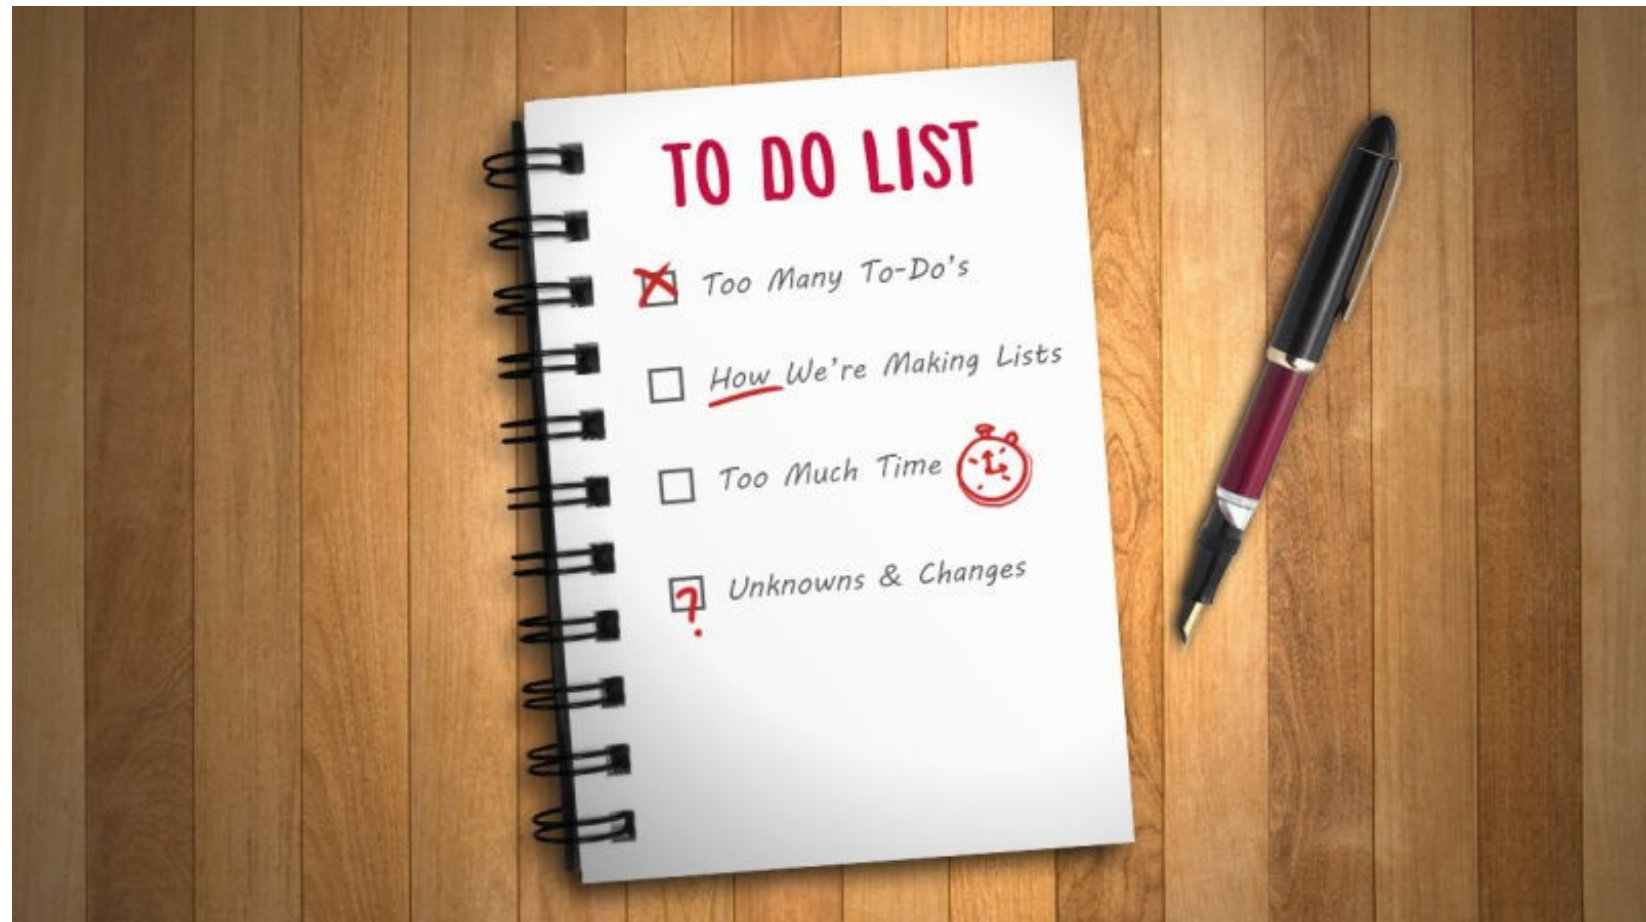 TO DO LIST
Too Many To-Do's
How We're Making Lists
Too Much Time
Unknowns & Changes
?